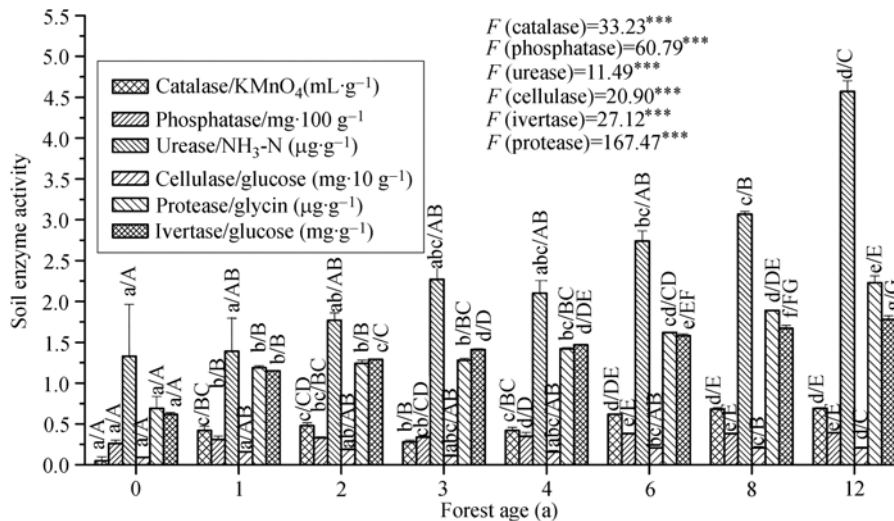 5.5
5.0
4.5
4.0
3.5
3.0
2.5
2.0
1.5
1.0
0.5
0.0
Soil enzyme activity
Catalase/KMnO₄(mL·g⁻¹)
Phosphatase/mg·100 g⁻¹
Urease/NH₃-N (μg·g⁻¹)
Cellulase/glucose (mg·10 g⁻¹)
Protease/glycin (μg·g⁻¹)
Ivertase/glucose (mg·g⁻¹)
F (catalase)=33.23***
F (phosphatase)=60.79***
F (urease)=11.49***
F (cellulase)=20.90***
F (ivertase)=27.12***
F (protease)=167.47***
a/A a/A a/A a/A a/A a/A
c/BC b/B a/AB a/AB b/B b/B
c/CD bc/BC ab/AB ab/AB b/B c/C
b/B cb/CD abc/AB abc/AB b/BC d/D
c/BC d/D abc/AB abc/AB bc/BC d/DE
d/DE e/E bc/AB bc/AB cd/CD e/EF
d/E e/E c/B c/B d/DE f/FG
d/E e/E d/C d/C e/E g/G
0 1 2 3 4 6 8 12
Forest age (a)